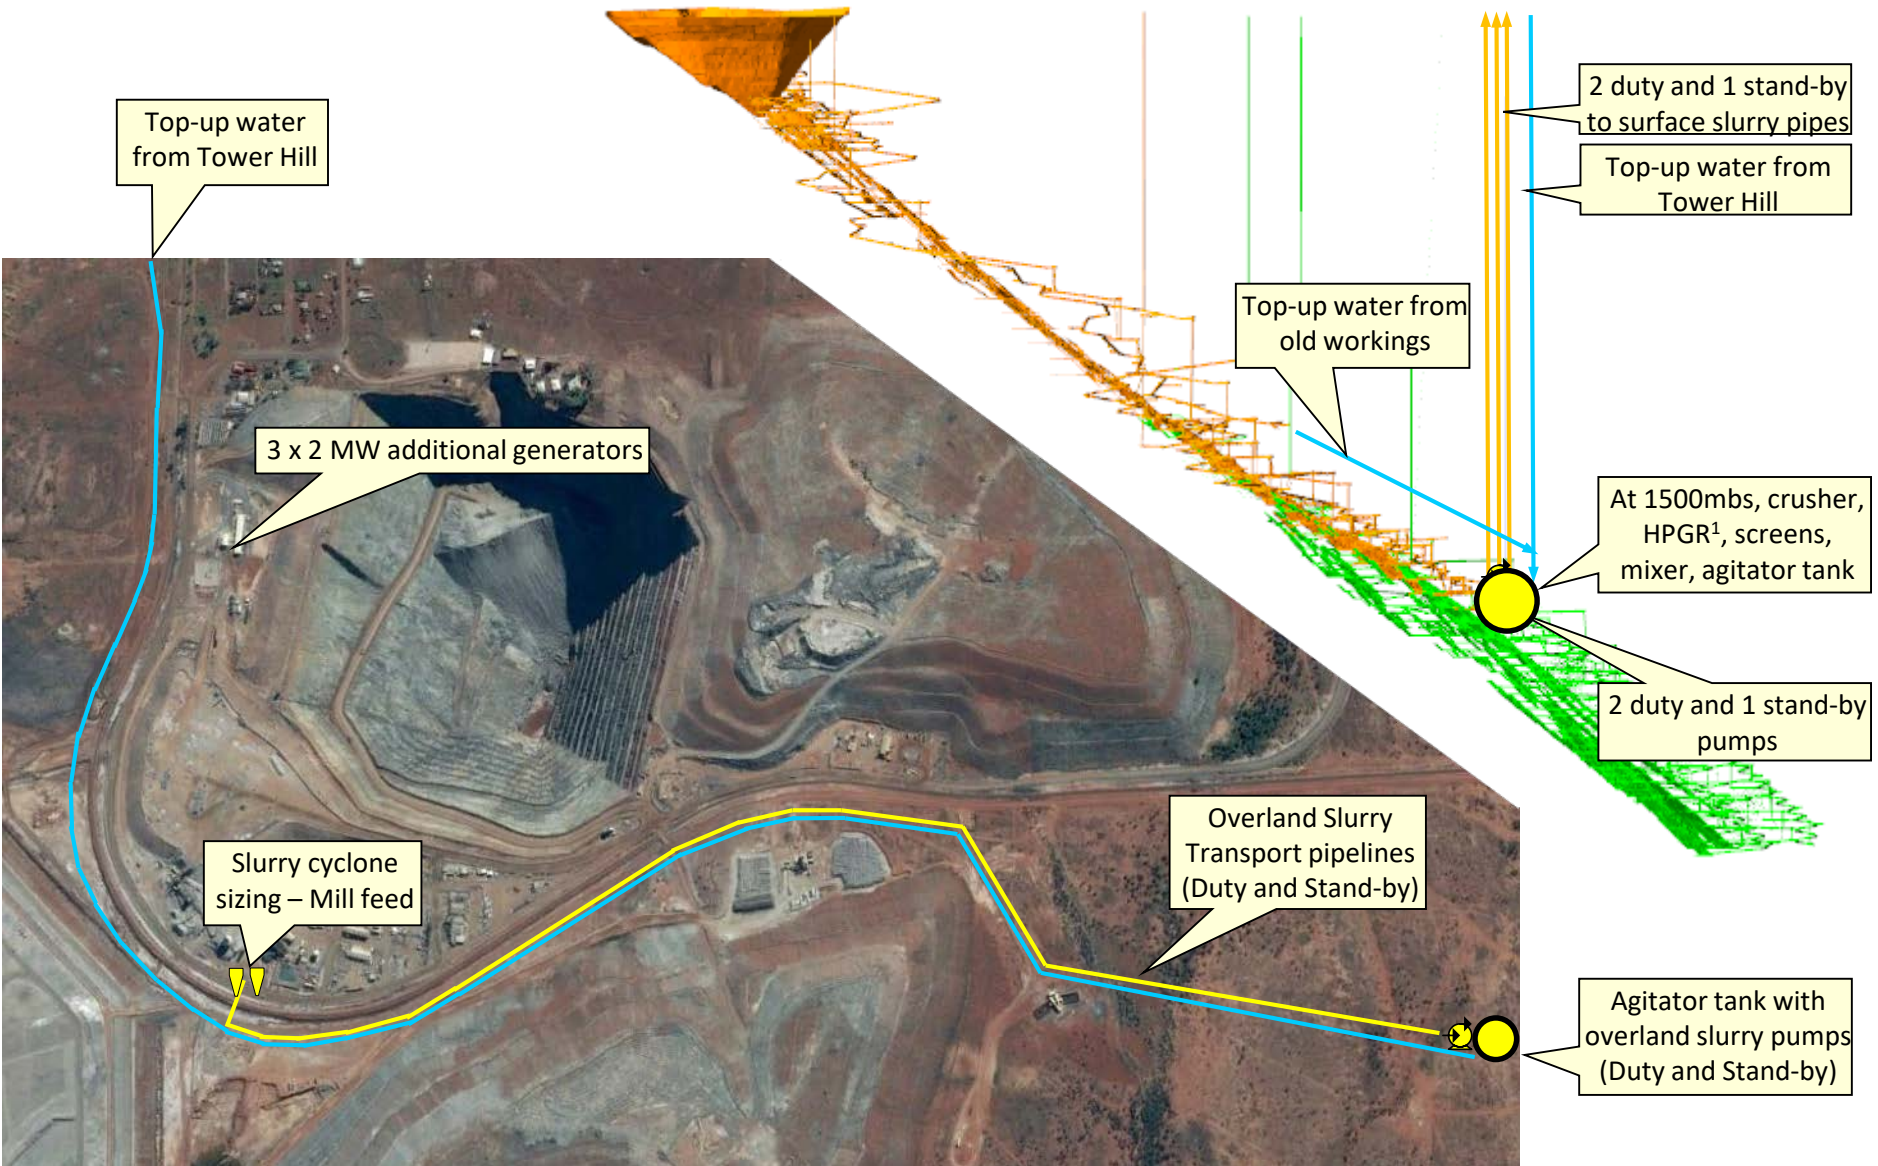 2 duty and 1 stand-by
to surface slurry pipes
Top-up water
from Tower Hill
Top-up water from
Tower Hill
Top-up water from
old workings
3 x 2 MW additional generators
At 1500mbs, crusher,
HPGR¹, screens,
mixer, agitator tank
2 duty and 1 stand-by
pumps
Overland Slurry
Transport pipelines
(Duty and Stand-by)
Slurry cyclone
sizing – Mill feed
Agitator tank with
overland slurry pumps
(Duty and Stand-by)